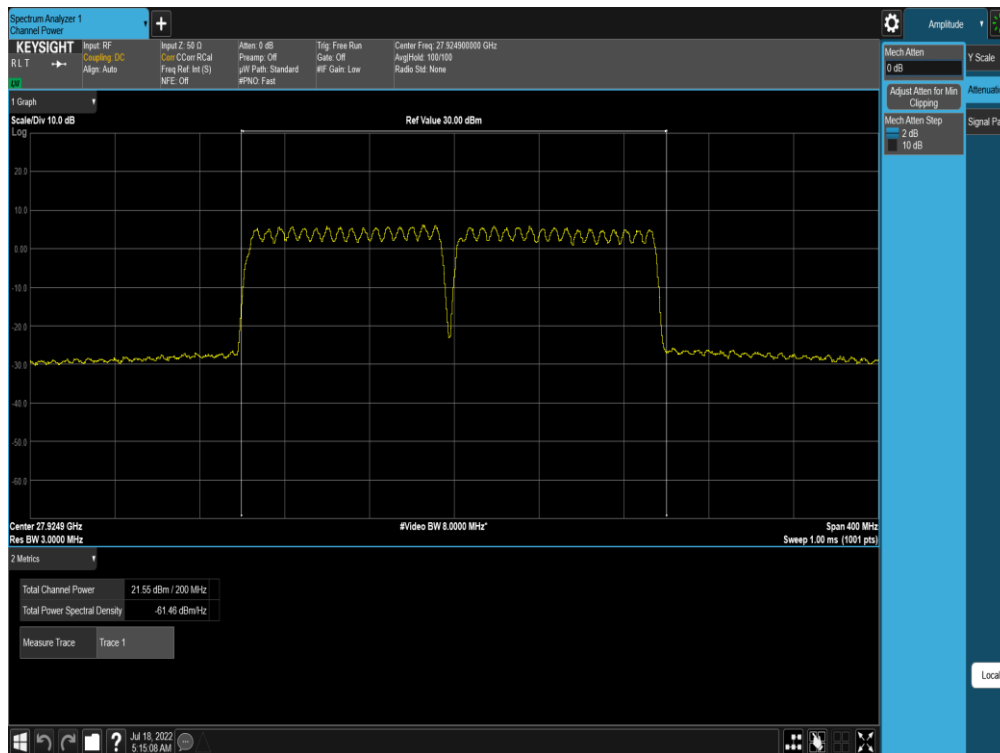 Spectrum Analyzer 1
Channel Power
+
Amplitude
KEYSIGHT
R L T
Input: RF
Coupling: DC
Align: Auto
Input Z: 50 Ω
Corr CCorr RCal
Freq Ref: Int (S)
NFE: Off
Atten: 0 dB
Preamp: Off
µW Path: Standard
#PNO: Fast
Trig: Free Run
Gate: Off
#IF Gain: Low
Center Freq: 27.924900000 GHz
Avg|Hold: 100/100
Radio Std: None
Mech Atten
0 dB
Adjust Atten for Min
Clipping
Mech Atten Step
2 dB
10 dB
Y Scale
Signal Pa
1 Graph
Scale/Div 10.0 dB
Ref Value 30.00 dBm
Log
20.0
10.0
0.00
-10.0
-20.0
-30.0
-40.0
-50.0
-60.0
Center 27.9249 GHz
#Video BW 8.0000 MHz*
Span 400 MHz
Res BW 3.0000 MHz
Sweep 1.00 ms (1001 pts)
2 Metrics
Total Channel Power 21.55 dBm / 200 MHz
Total Power Spectral Density -61.46 dBm/Hz
Measure Trace Trace 1
Local
?
Jul 18, 2022
5:15:08 AM